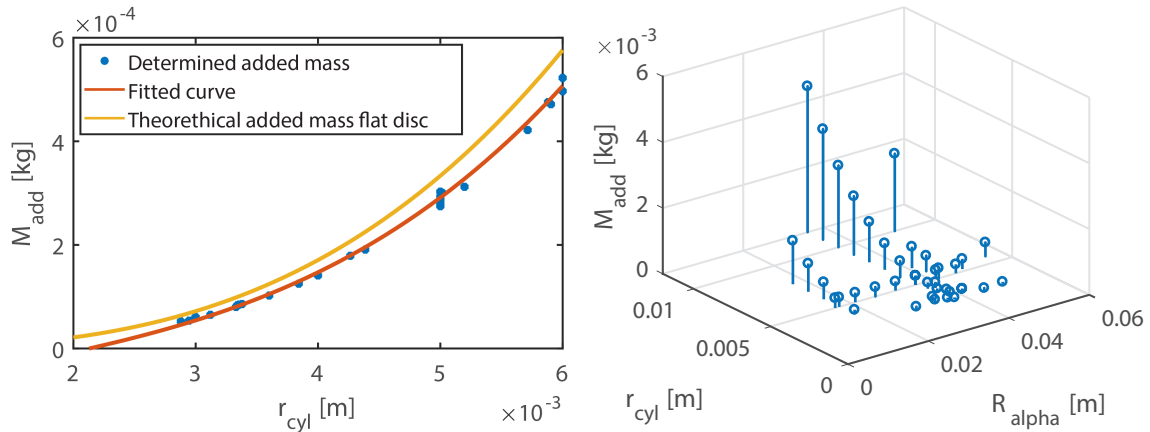 ×10⁻⁴
6
4
2
0
M_add [kg]
Determined added mass
Fitted curve
Theorethical added mass flat disc
2 3 4 5 6
r_cyl [m]
×10⁻³
×10⁻³
6
4
2
0
M_add [kg]
0.01
0.005
0
r_cyl [m]
0
0.02
0.04
0.06
R_alpha [m]